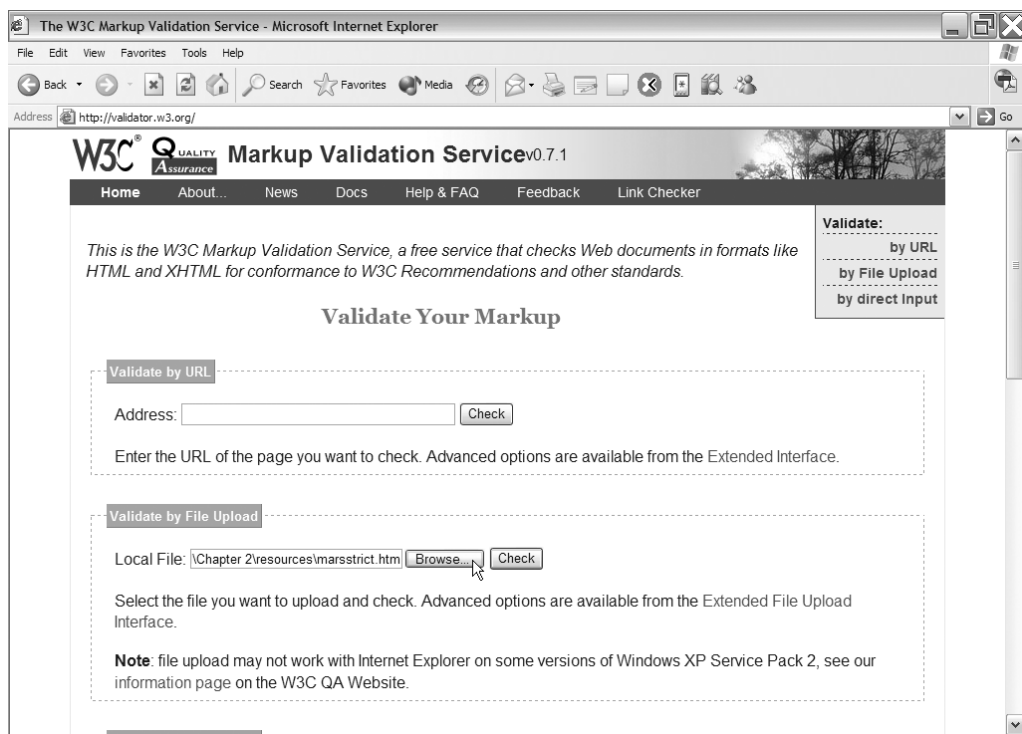 The W3C Markup Validation Service - Microsoft Internet Explorer
File Edit View Favorites Tools Help
Back Search Favorites Media
Address http://validator.w3.org/ Go
W3C® QUALITY Assurance Markup Validation Service v0.7.1
Home About... News Docs Help & FAQ Feedback Link Checker
Validate:
by URL
by File Upload
by direct Input
This is the W3C Markup Validation Service, a free service that checks Web documents in formats like
HTML and XHTML for conformance to W3C Recommendations and other standards.
Validate Your Markup
Validate by URL
Address: Check
Enter the URL of the page you want to check. Advanced options are available from the Extended Interface.
Validate by File Upload
Local File: \Chapter 2\resources\marsstrict.htm Browse... Check
Select the file you want to upload and check. Advanced options are available from the Extended File Upload
Interface.
Note: file upload may not work with Internet Explorer on some versions of Windows XP Service Pack 2, see our
information page on the W3C QA Website.